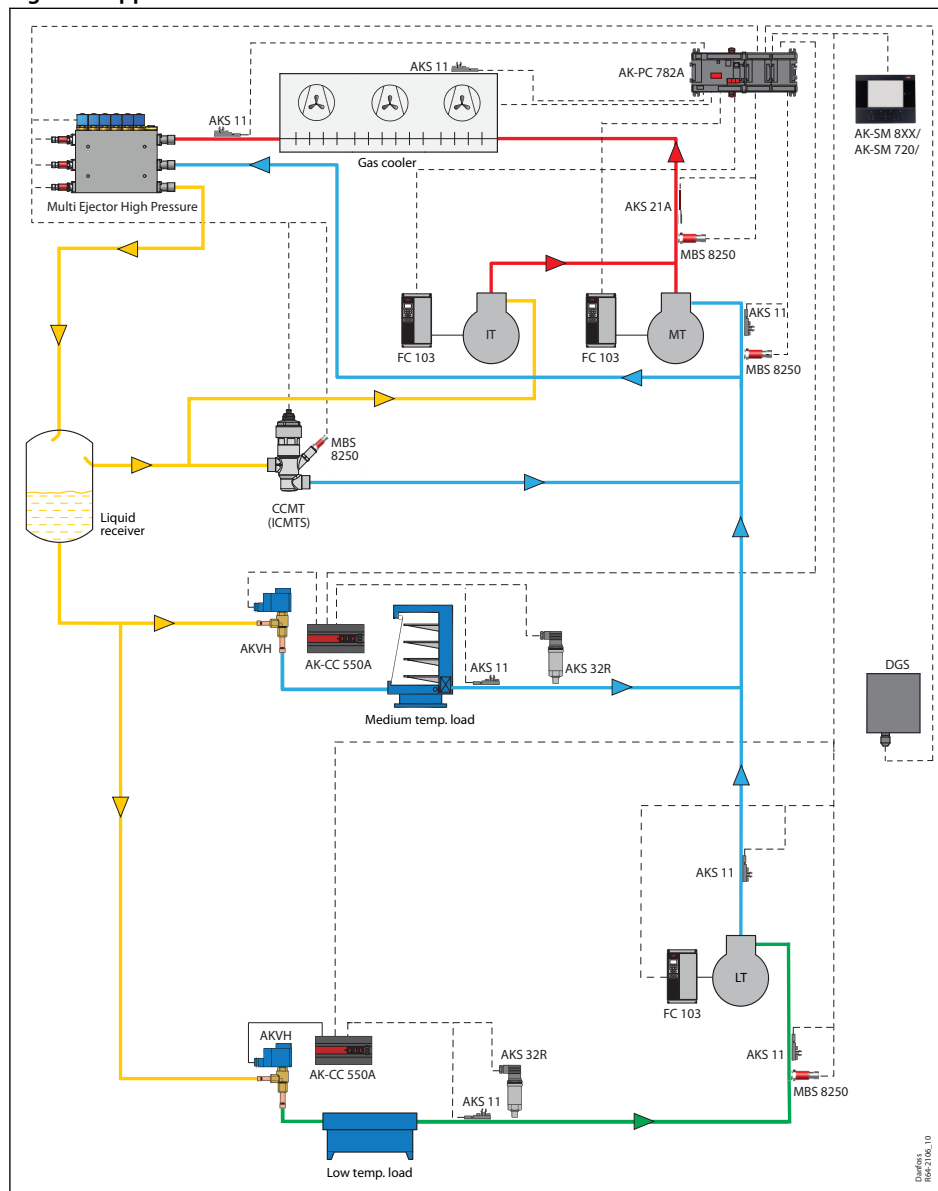 AKS 11
AK-PC 782A
AKS 11
AK-SM 8XX/
AK-SM 720/
Gas cooler
Multi Ejector High Pressure
AKS 21A
MBS 8250
IT
MT
AKS 11
FC 103
FC 103
MBS 8250
MBS
8250
CCMT
(ICMTS)
Liquid
receiver
AKVH
AK-CC 550A
AKS 11
AKS 32R
DGS
Medium temp. load
AKS 11
LT
FC 103
AKVH
AK-CC 550A
AKS 32R
AKS 11
AKS 11
MBS 8250
Low temp. load
Danfoss
R64-2106_10